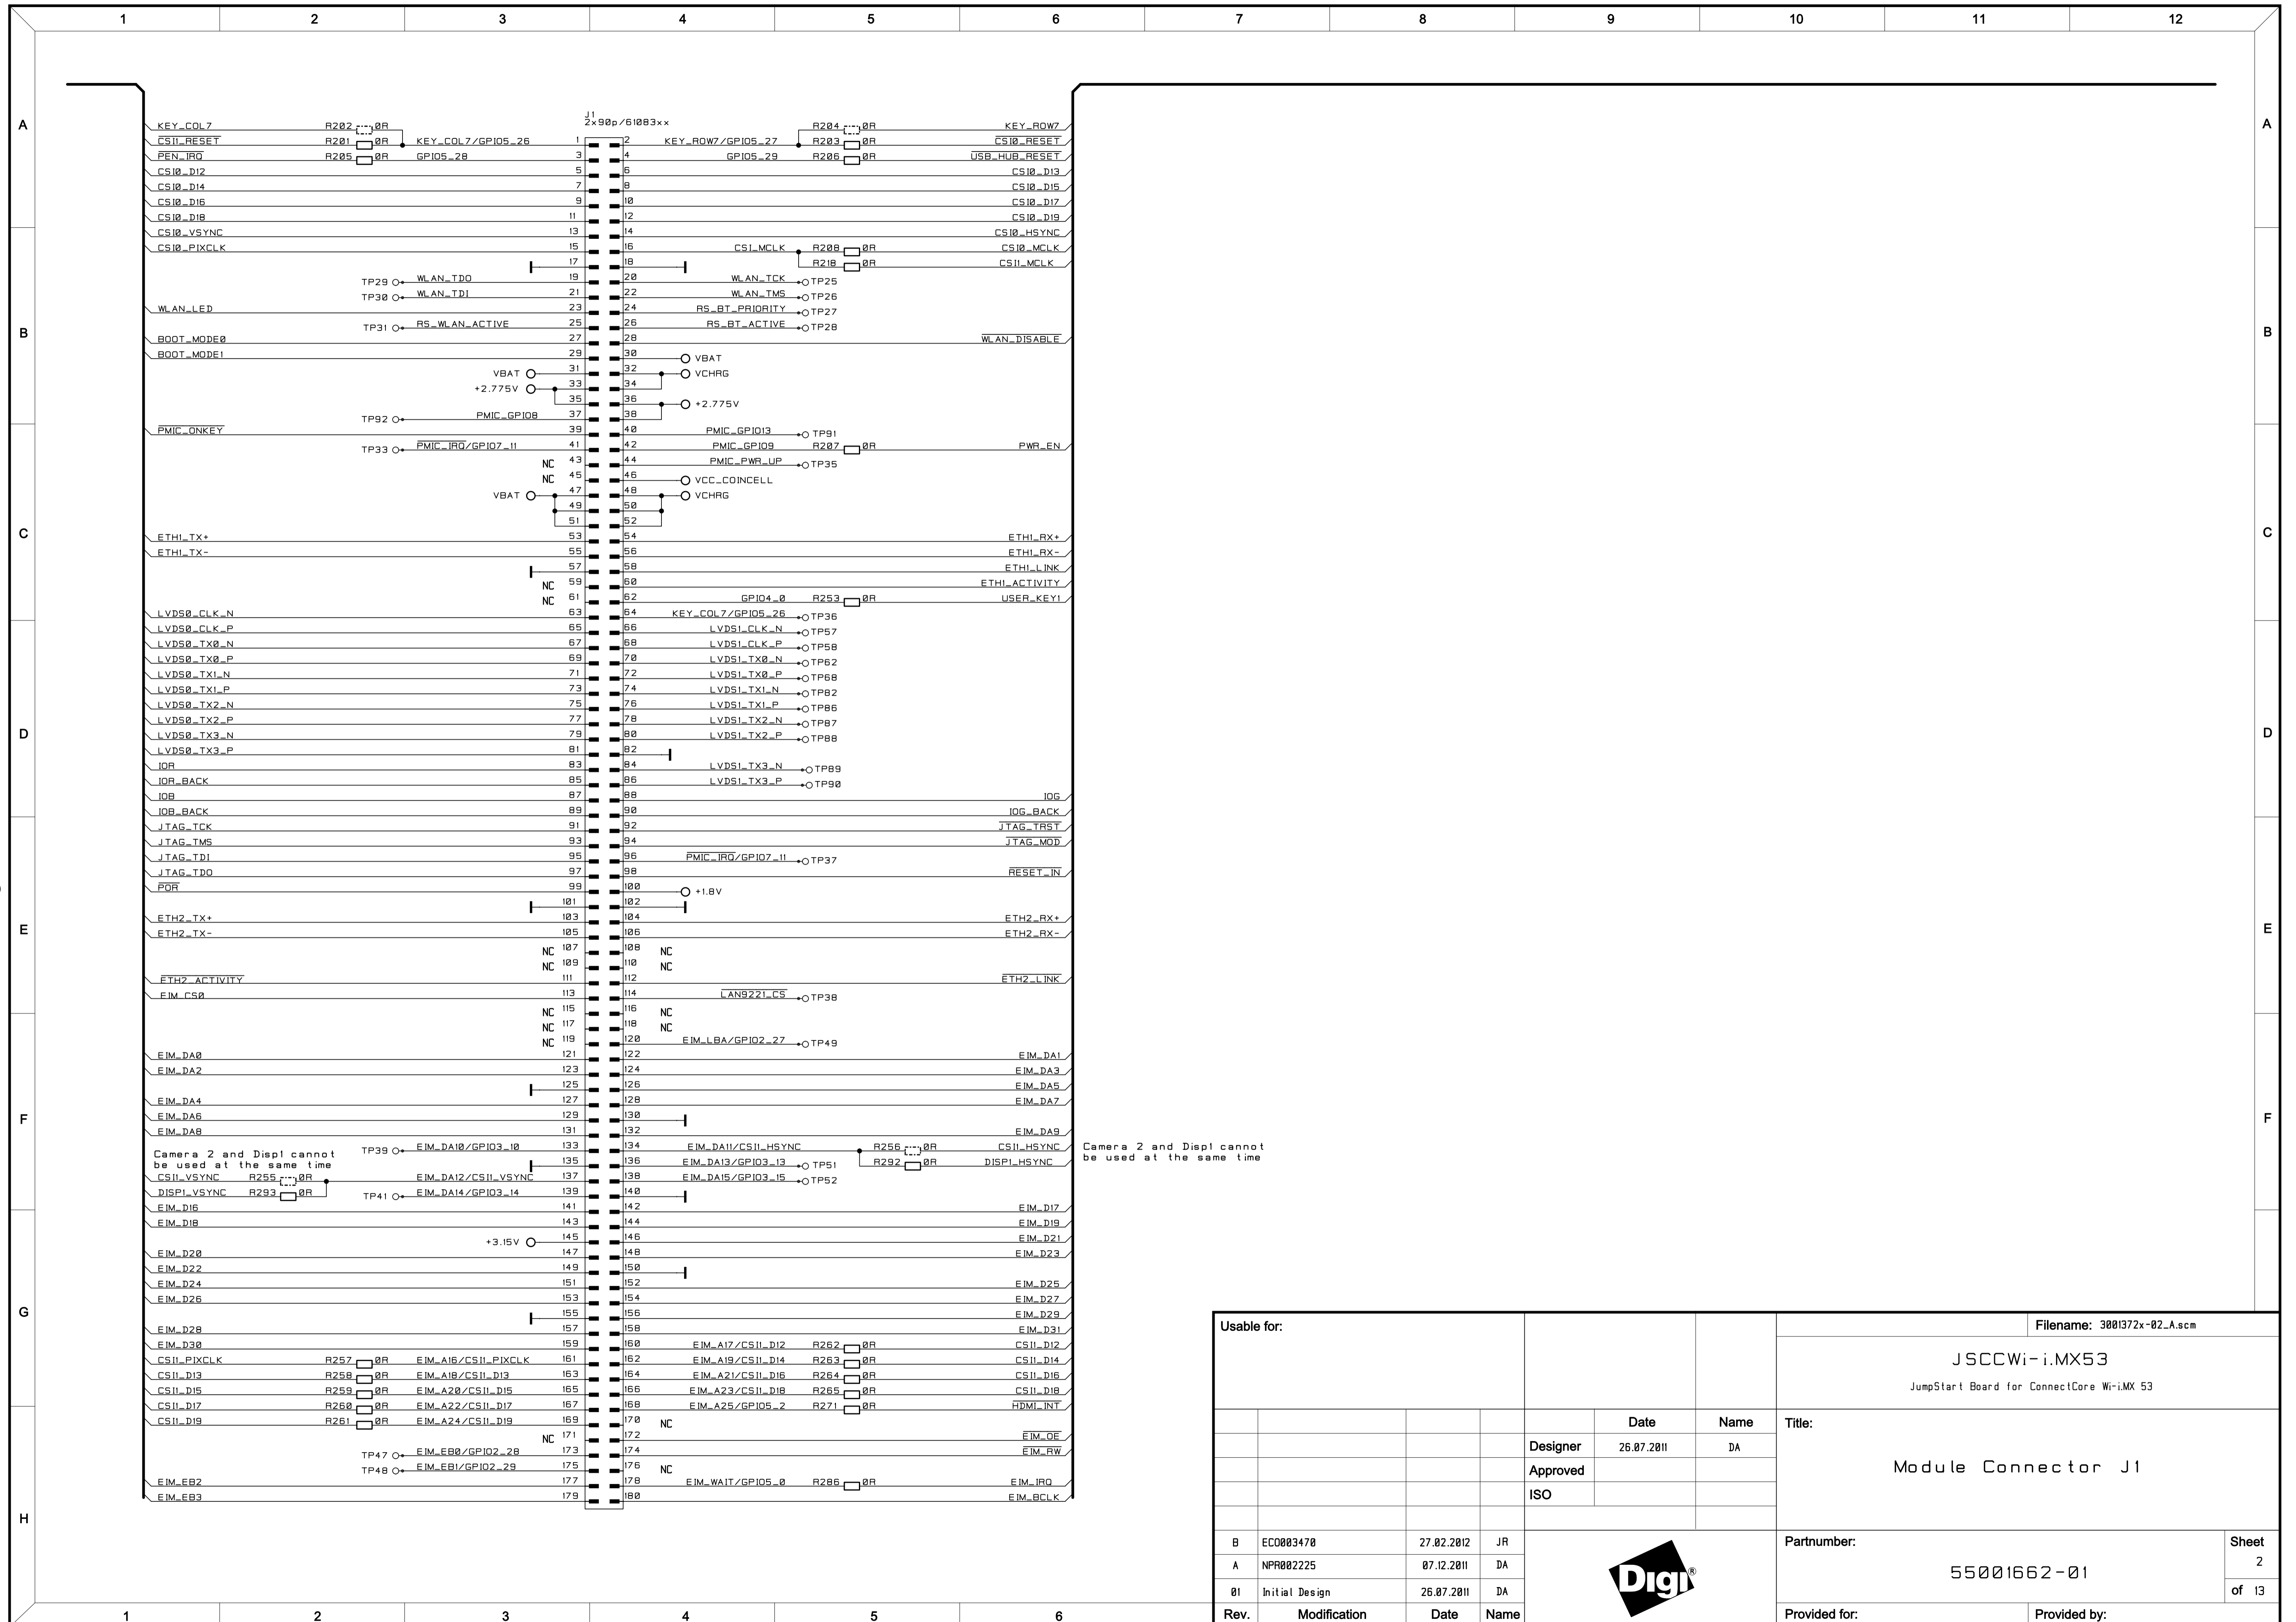 1 2 3 4 5 6 7 8 9 10 11 12
J1
2x90p/61083xx
A A
KEY_COL7 R202 0R R204 0R KEY_ROW7
CSI1_RESET R201 0R KEY_COL7/GPIO5_26 1 2 KEY_ROW7/GPIO5_27 R203 0R CSI0_RESET
PEN_IRQ R205 0R GPIO5_28 3 4 GPIO5_29 R206 0R USB_HUB_RESET
CSI0_D12 5 6 CSI0_D13
CSI0_D14 7 8 CSI0_D15
CSI0_D16 9 10 CSI0_D17
CSI0_D18 11 12 CSI0_D19
CSI0_VSYNC 13 14 CSI0_HSYNC
CSI0_PIXCLK 15 16 CSI_MCLK R208 0R CSI0_MCLK
17 18 R218 0R CSI1_MCLK
TP29 WLAN_TDO 19 20 WLAN_TCK TP25
TP30 WLAN_TDI 21 22 WLAN_TMS TP26
WLAN_LED 23 24 RS_BT_PRIORITY TP27
B TP31 RS_WLAN_ACTIVE 25 26 RS_BT_ACTIVE TP28 B
BOOT_MODE0 27 28 WLAN_DISABLE
BOOT_MODE1 29 30 VBAT
VBAT 31 32 VCHRG
+2.775V 33 34
35 36 +2.775V
TP92 PMIC_GPIO8 37 38
PMIC_ONKEY 39 40 PMIC_GPIO13 TP91
TP33 PMIC_IRQ/GPIO7_11 41 42 PMIC_GPIO9 R207 0R PWR_EN
NC 43 44 PMIC_PWR_UP TP35
NC 45 46 VCC_COINCELL
VBAT 47 48 VCHRG
49 50
51 52
C ETH1_TX+ 53 54 ETH1_RX+ C
ETH1_TX- 55 56 ETH1_RX-
57 58 ETH1_LINK
NC 59 60 ETH1_ACTIVITY
NC 61 62 GPIO4_0 R253 0R USER_KEY1
LVDS0_CLK_N 63 64 KEY_COL7/GPIO5_26 TP36
LVDS0_CLK_P 65 66 LVDS1_CLK_N TP57
LVDS0_TX0_N 67 68 LVDS1_CLK_P TP58
LVDS0_TX0_P 69 70 LVDS1_TX0_N TP62
LVDS0_TX1_N 71 72 LVDS1_TX0_P TP68
LVDS0_TX1_P 73 74 LVDS1_TX1_N TP82
LVDS0_TX2_N 75 76 LVDS1_TX1_P TP86
LVDS0_TX2_P 77 78 LVDS1_TX2_N TP87
D LVDS0_TX3_N 79 80 LVDS1_TX2_P TP88 D
LVDS0_TX3_P 81 82
IOR 83 84 LVDS1_TX3_N TP89
IOR_BACK 85 86 LVDS1_TX3_P TP90
IOB 87 88 IOG
IOB_BACK 89 90 IOG_BACK
JTAG_TCK 91 92 JTAG_TRST
JTAG_TMS 93 94 JTAG_MOD
JTAG_TDI 95 96 PMIC_IRQ/GPIO7_11 TP37
JTAG_TDO 97 98 RESET_IN
POR 99 100 +1.8V
101 102
ETH2_TX+ 103 104 ETH2_RX+
E ETH2_TX- 105 106 ETH2_RX- E
NC 107 108 NC
NC 109 110 NC
ETH2_ACTIVITY 111 112 ETH2_LINK
EIM_CS0 113 114 LAN9221_CS TP38
NC 115 116 NC
NC 117 118 NC
NC 119 120 EIM_LBA/GPIO2_27 TP49
EIM_DA0 121 122 EIM_DA1
EIM_DA2 123 124 EIM_DA3
125 126 EIM_DA5
EIM_DA4 127 128 EIM_DA7
F EIM_DA6 129 130 F
EIM_DA8 131 132 EIM_DA9
TP39 EIM_DA10/GPIO3_10 133 134 EIM_DA11/CSI1_HSYNC R256 0R CSI1_HSYNC
Camera 2 and Disp1 cannot
be used at the same time
Camera 2 and Disp1 cannot
be used at the same time
135 136 EIM_DA13/GPIO3_13 TP51 R292 0R DISP1_HSYNC
CSI1_VSYNC R255 0R EIM_DA12/CSI1_VSYNC 137 138 EIM_DA15/GPIO3_15 TP52
DISP1_VSYNC R293 0R TP41 EIM_DA14/GPIO3_14 139 140
EIM_D16 141 142 EIM_D17
EIM_D18 143 144 EIM_D19
+3.15V 145 146 EIM_D21
EIM_D20 147 148 EIM_D23
EIM_D22 149 150
EIM_D24 151 152 EIM_D25
EIM_D26 153 154 EIM_D27
G 155 156 EIM_D29
EIM_D28 157 158 EIM_D31
EIM_D30 159 160 EIM_A17/CSI1_D12 R262 0R CSI1_D12
CSI1_PIXCLK R257 0R EIM_A16/CSI1_PIXCLK 161 162 EIM_A19/CSI1_D14 R263 0R CSI1_D14
CSI1_D13 R258 0R EIM_A18/CSI1_D13 163 164 EIM_A21/CSI1_D16 R264 0R CSI1_D16
CSI1_D15 R259 0R EIM_A20/CSI1_D15 165 166 EIM_A23/CSI1_D18 R265 0R CSI1_D18
CSI1_D17 R260 0R EIM_A22/CSI1_D17 167 168 EIM_A25/GPIO5_2 R271 0R HDMI_INT
CSI1_D19 R261 0R EIM_A24/CSI1_D19 169 170 NC
NC 171 172 EIM_OE
TP47 EIM_EB0/GPIO2_28 173 174 EIM_RW
TP48 EIM_EB1/GPIO2_29 175 176 NC
EIM_EB2 177 178 EIM_WAIT/GPIO5_0 R286 0R EIM_IRQ
EIM_EB3 179 180 EIM_BCLK
H
Usable for:
Filename: 3001372x-02_A.scm
JSCCWi-i.MX53
JumpStart Board for ConnectCore Wi-i.MX 53
Date Name
Designer 26.07.2011 DA
Approved
ISO
Title:
Module Connector J1
B ECO003470 27.02.2012 JR
A NPR002225 07.12.2011 DA
01 Initial Design 26.07.2011 DA
Rev. Modification Date Name
Digi®
Partnumber:
55001662-01
Sheet
2
of 13
Provided for: Provided by:
1 2 3 4 5 6